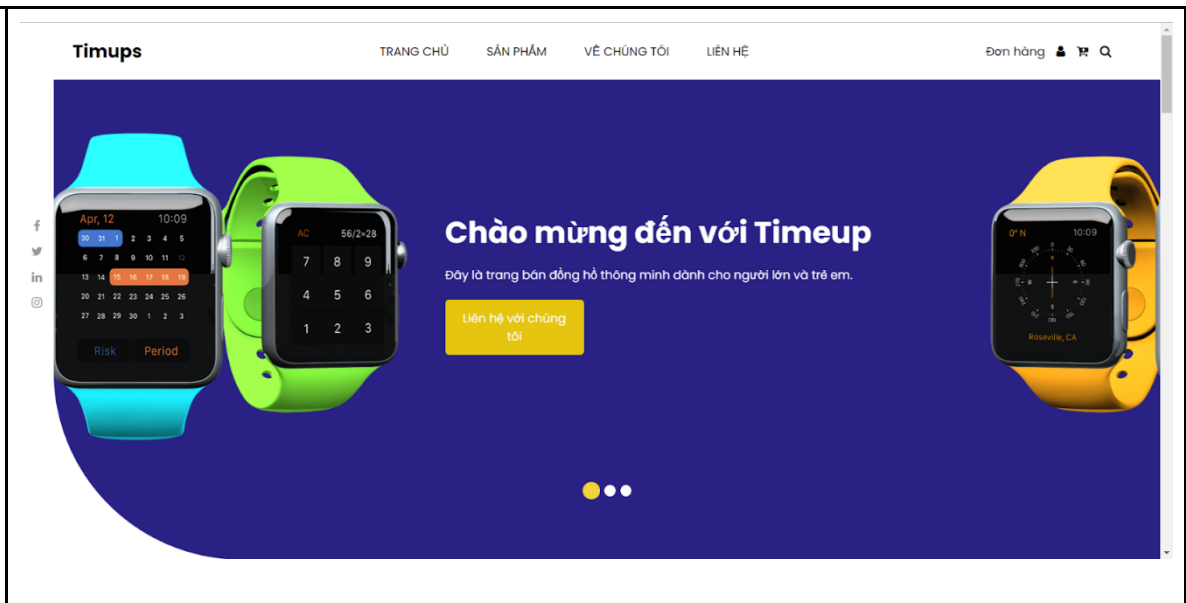 Timups
TRANG CHỦ SẢN PHẨM VỀ CHÚNG TÔI LIÊN HỆ
Đơn hàng
Apr, 12 10:09
30 31 1 2 3 4 5
6 7 8 9 10 11 12
13 14 15 16 17 18 19
20 21 22 23 24 25 26
27 28 29 30 1 2 3
Risk Period
AC 56/2=28
7 8 9
4 5 6
1 2 3
Chào mừng đến với Timeup
Đây là trang bán đồng hồ thông minh dành cho người lớn và trẻ em.
Liên hệ với chúng
tôi
0° N 10:09
Roseville, CA